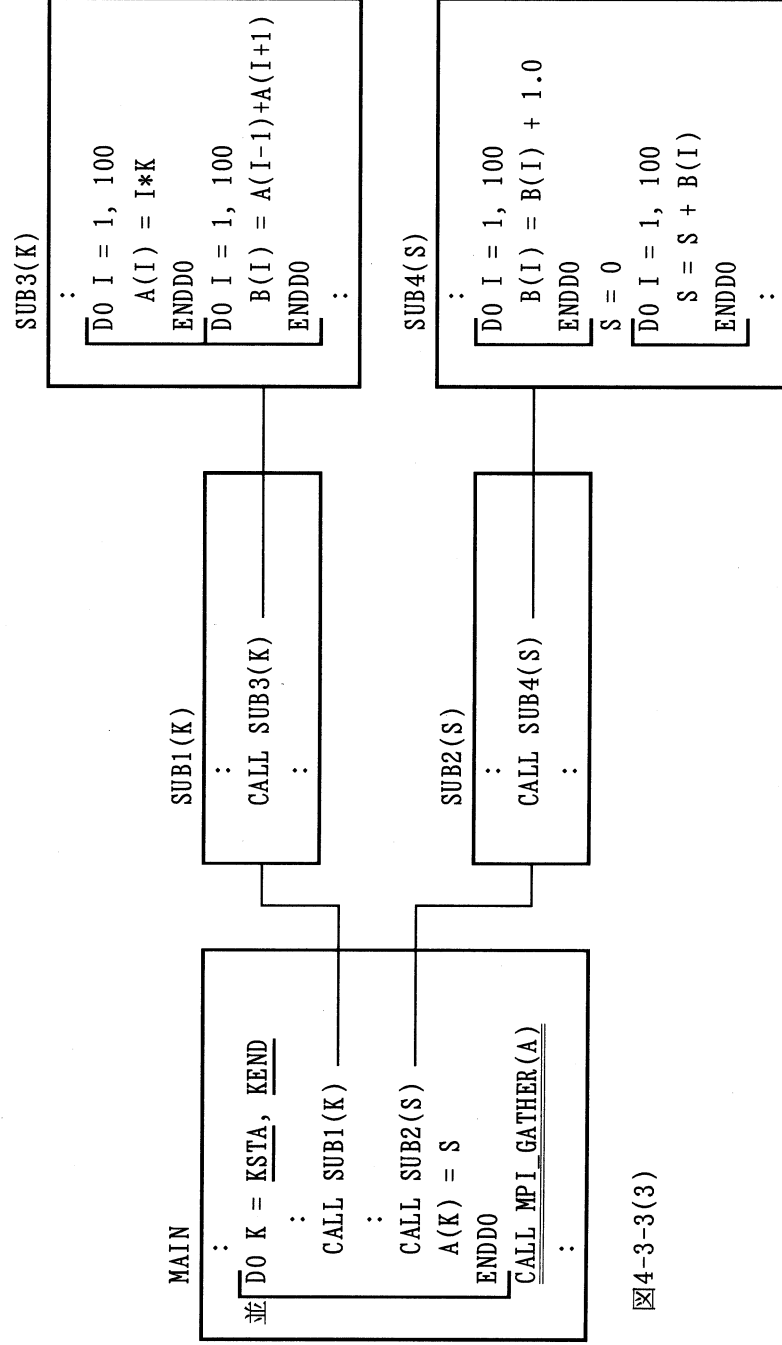 MAIN
:
並 DO K = KSTA, KEND
:
CALL SUB1(K)
:
CALL SUB2(S)
A(K) = S
ENDDO
CALL MPI_GATHER(A)
:
SUB1(K)
:
CALL SUB3(K)
:
SUB2(S)
:
CALL SUB4(S)
:
SUB3(K)
:
DO I = 1, 100
A(I) = I*K
ENDDO
DO I = 1, 100
B(I) = A(I-1)+A(I+1)
ENDDO
:
SUB4(S)
:
DO I = 1, 100
B(I) = B(I) + 1.0
ENDDO
S = 0
DO I = 1, 100
S = S + B(I)
ENDDO
:
図4-3-3(3)